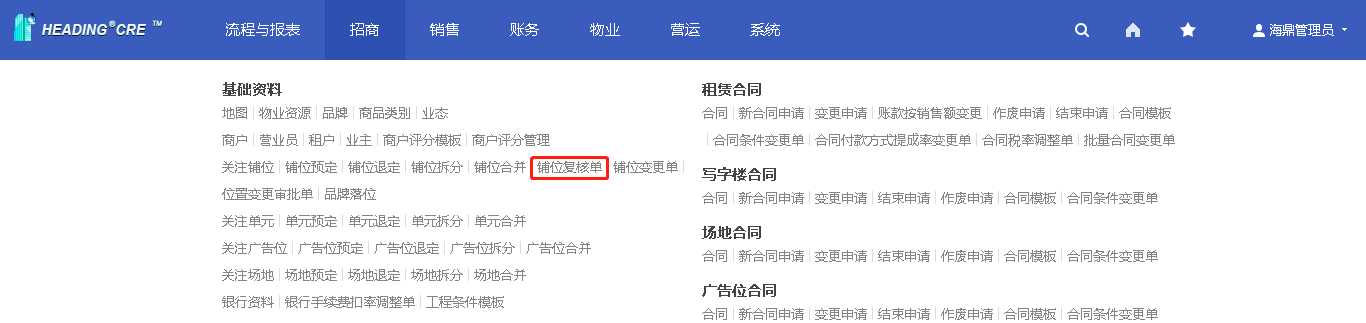 HEADING®CRE ™ 流程与报表 招商 销售 账务 物业 营运 系统 海鼎管理员
基础资料
地图 物业资源 品牌 商品类别 业态
商户 营业员 租户 业主 商户评分模板 商户评分管理
关注铺位 铺位预定 铺位退定 铺位拆分 铺位合并 铺位复核单 铺位变更单
位置变更审批单 品牌落位
关注单元 单元预定 单元退定 单元拆分 单元合并
关注广告位 广告位预定 广告位退定 广告位拆分 广告位合并
关注场地 场地预定 场地退定 场地拆分 场地合并
银行资料 银行手续费扣率调整单 工程条件模板
租赁合同
合同 新合同申请 变更申请 账款按销售额变更 作废申请 结束申请 合同模板
合同条件变更单 合同付款方式提成率变更单 合同税率调整单 批量合同变更单
写字楼合同
合同 新合同申请 变更申请 结束申请 作废申请 合同模板 合同条件变更单
场地合同
合同 新合同申请 变更申请 结束申请 作废申请 合同模板 合同条件变更单
广告位合同
合同 新合同申请 变更申请 结束申请 作废申请 合同模板 合同条件变更单